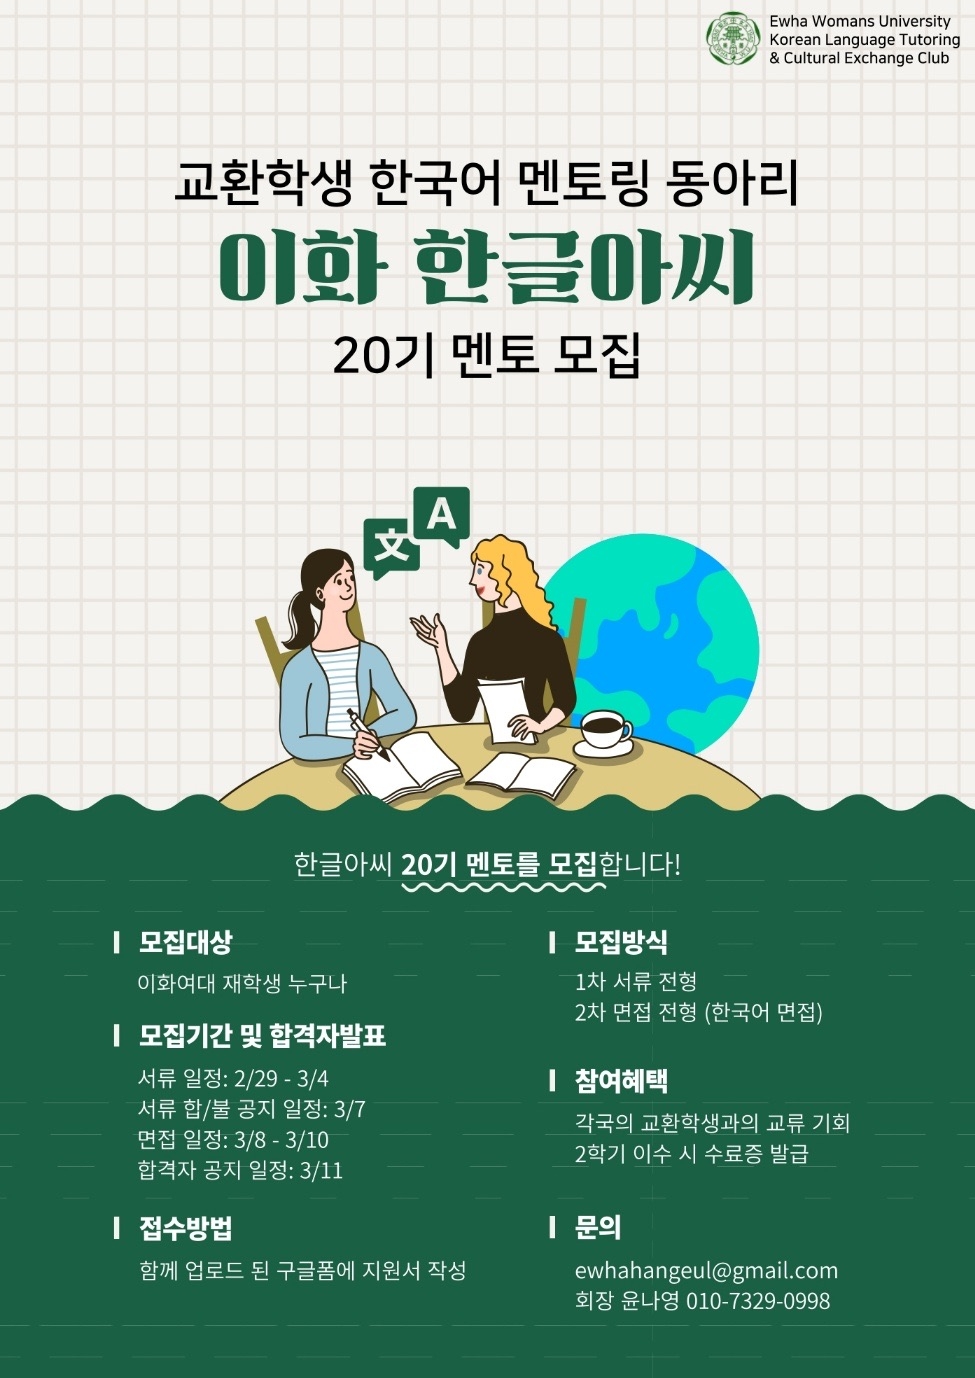 Ewha Womans University
Korean Language Tutoring
& Cultural Exchange Club
교환학생 한국어 멘토링 동아리
이화 한글아씨
20기 멘토 모집
文
A
한글아씨 20기 멘토를 모집합니다!
모집대상
이화여대 재학생 누구나
모집기간 및 합격자발표
서류 일정: 2/29 - 3/4
서류 합/불 공지 일정: 3/7
면접 일정: 3/8 - 3/10
합격자 공지 일정: 3/11
접수방법
함께 업로드 된 구글폼에 지원서 작성
모집방식
1차 서류 전형
2차 면접 전형 (한국어 면접)
참여혜택
각국의 교환학생과의 교류 기회
2학기 이수 시 수료증 발급
문의
ewhahangeul@gmail.com
회장 윤나영 010-7329-0998